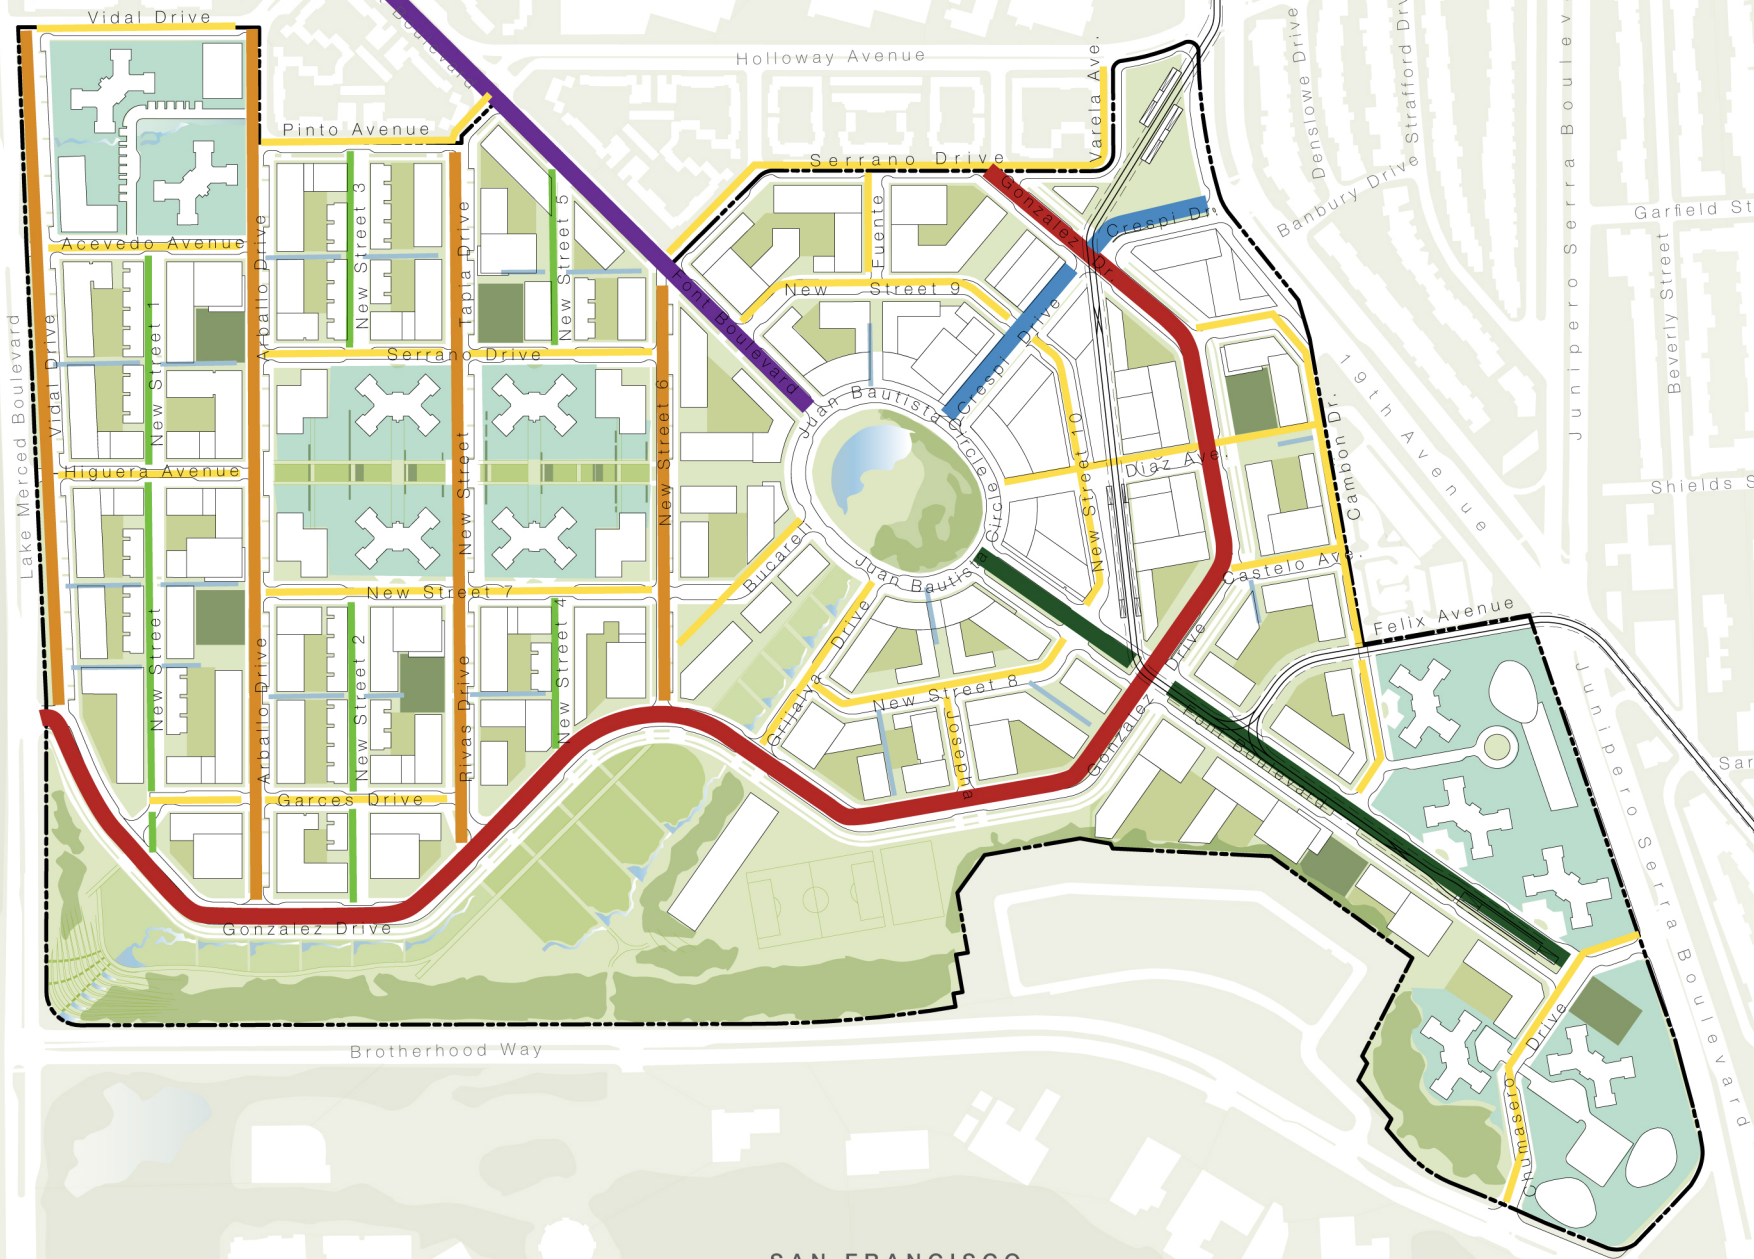 Vidal Drive
Boulevard
Holloway Avenue
Varela Ave.
Denslowe Drive
Strafford Drive
Junipero Serra Boulevard
Pinto Avenue
Serrano Drive
Banbury Drive
Garfield St
Gonzalez Dr.
Crespi Dr.
Acevedo Avenue
Arballo Drive
New Street 3
Tapia Drive
New Street 5
Fuente
Font Boulevard
New Street 9
Beverly Street
Lake Merced Boulevard
Vidal Drive
New Street 1
Serrano Drive
Crespi Drive
19th Avenue
Juan Bautista Circle
New Street 6
New Street 10
Cambon Dr.
Higuera Avenue
New Street
Diaz Ave.
Shields S
Circle
Bucareli
Juan Bautista
Castelo Av.
New Street 7
Felix Avenue
New Street
Arballo Drive
New Street 2
Rivas Drive
New Street 4
Grijalva Drive
New Street 8
Josepha
Gonzalez Drive
Font Boulevard
Junipero Serra Boulevard
Sar
Garces Drive
Gonzalez Drive
Chumasero Drive
Brotherhood Way
SAN FRANCISCO